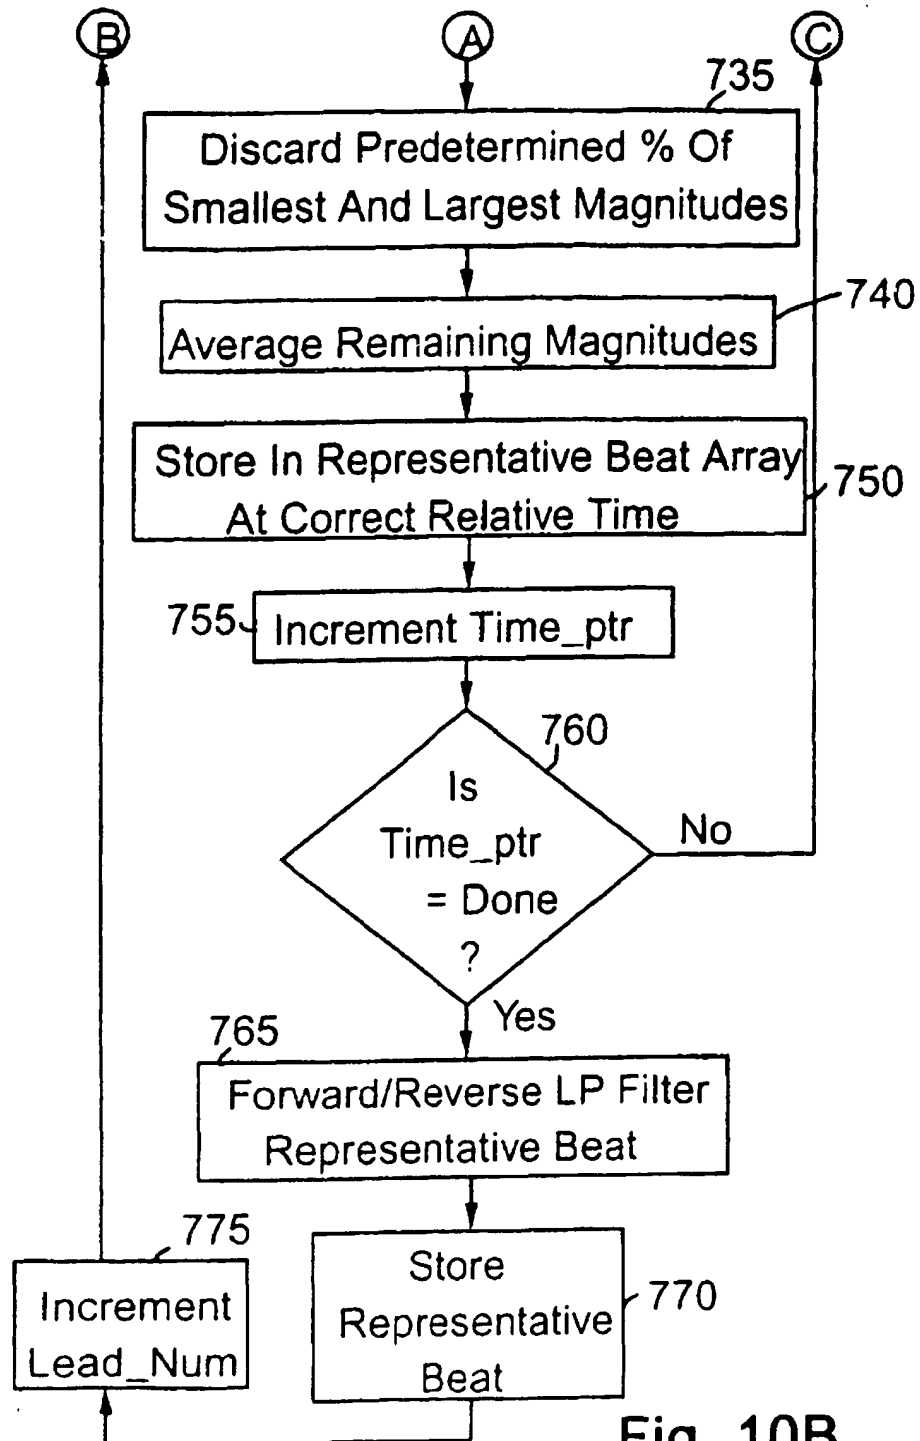 B
A
C
735
Discard Predetermined % Of
Smallest And Largest Magnitudes
740
Average Remaining Magnitudes
Store In Representative Beat Array
At Correct Relative Time
750
755
Increment Time_ptr
760
Is
Time_ptr
= Done
?
No
Yes
765
Forward/Reverse LP Filter
Representative Beat
775
Increment
Lead_Num
Store
Representative
Beat
770
Fig. 10B